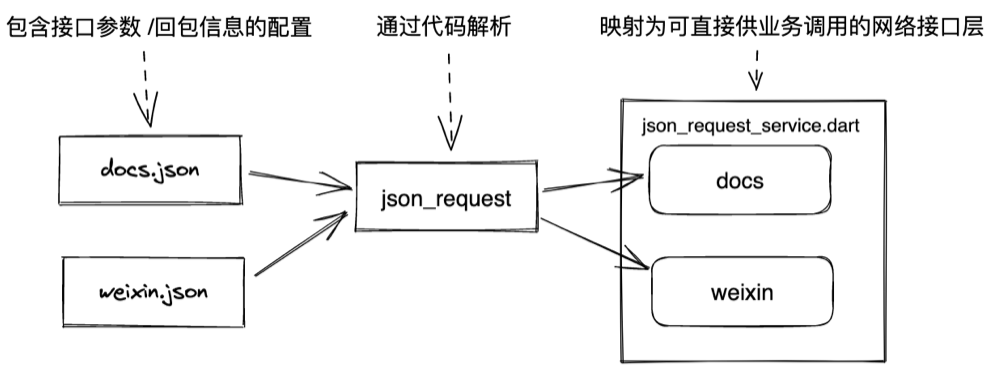 包含接口参数 /回包信息的配置
通过代码解析
映射为可直接供业务调用的网络接口层
docs.json
weixin.json
json_request
json_request_service.dart
docs
weixin